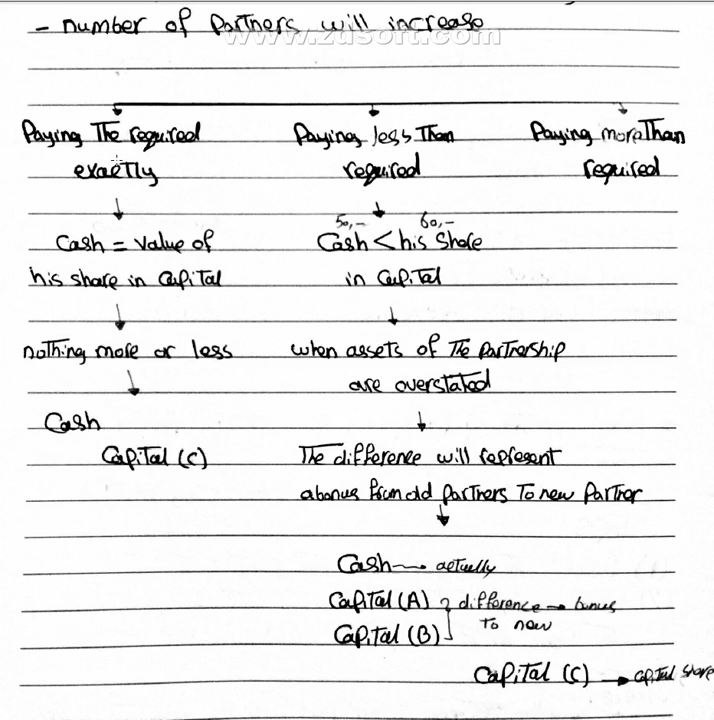 - number of Partners will increase
www.zdsoft.com
Paying The required
exactly
Cash = value of
his share in Capital
nothing more or less
Cash
Capital (C)
Paying less Than
required
50,- 60,-
Cash < his Share
in Capital
when assets of The Partnership
are overstated
The difference will represent
a bonus from old Partners To new Partner
Cash → actually
Capital (A) } difference → bonus
Capital (B) } To new
Capital (C) → capital share
Paying more Than
required